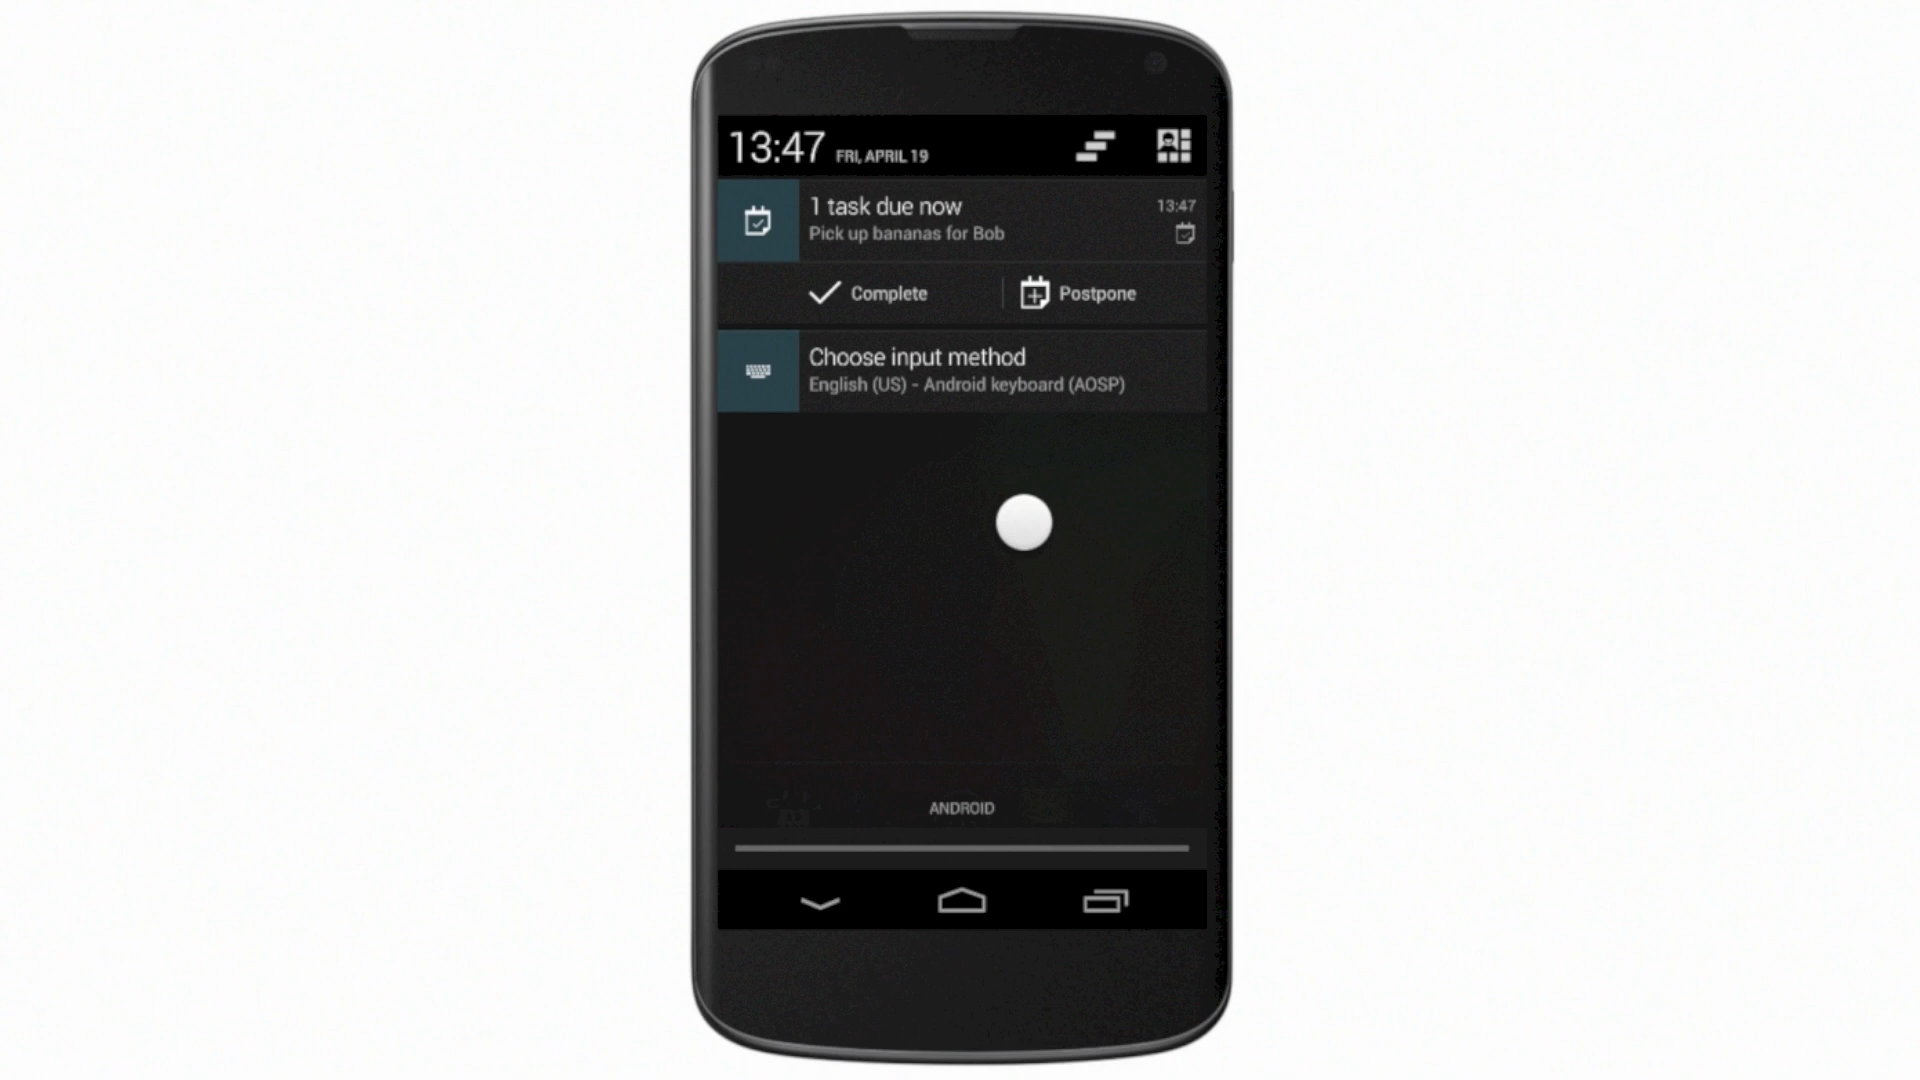 13:47 FRI, APRIL 19
1 task due now 13:47
Pick up bananas for Bob
Complete Postpone
Choose input method
English (US) - Android keyboard (AOSP)
ANDROID